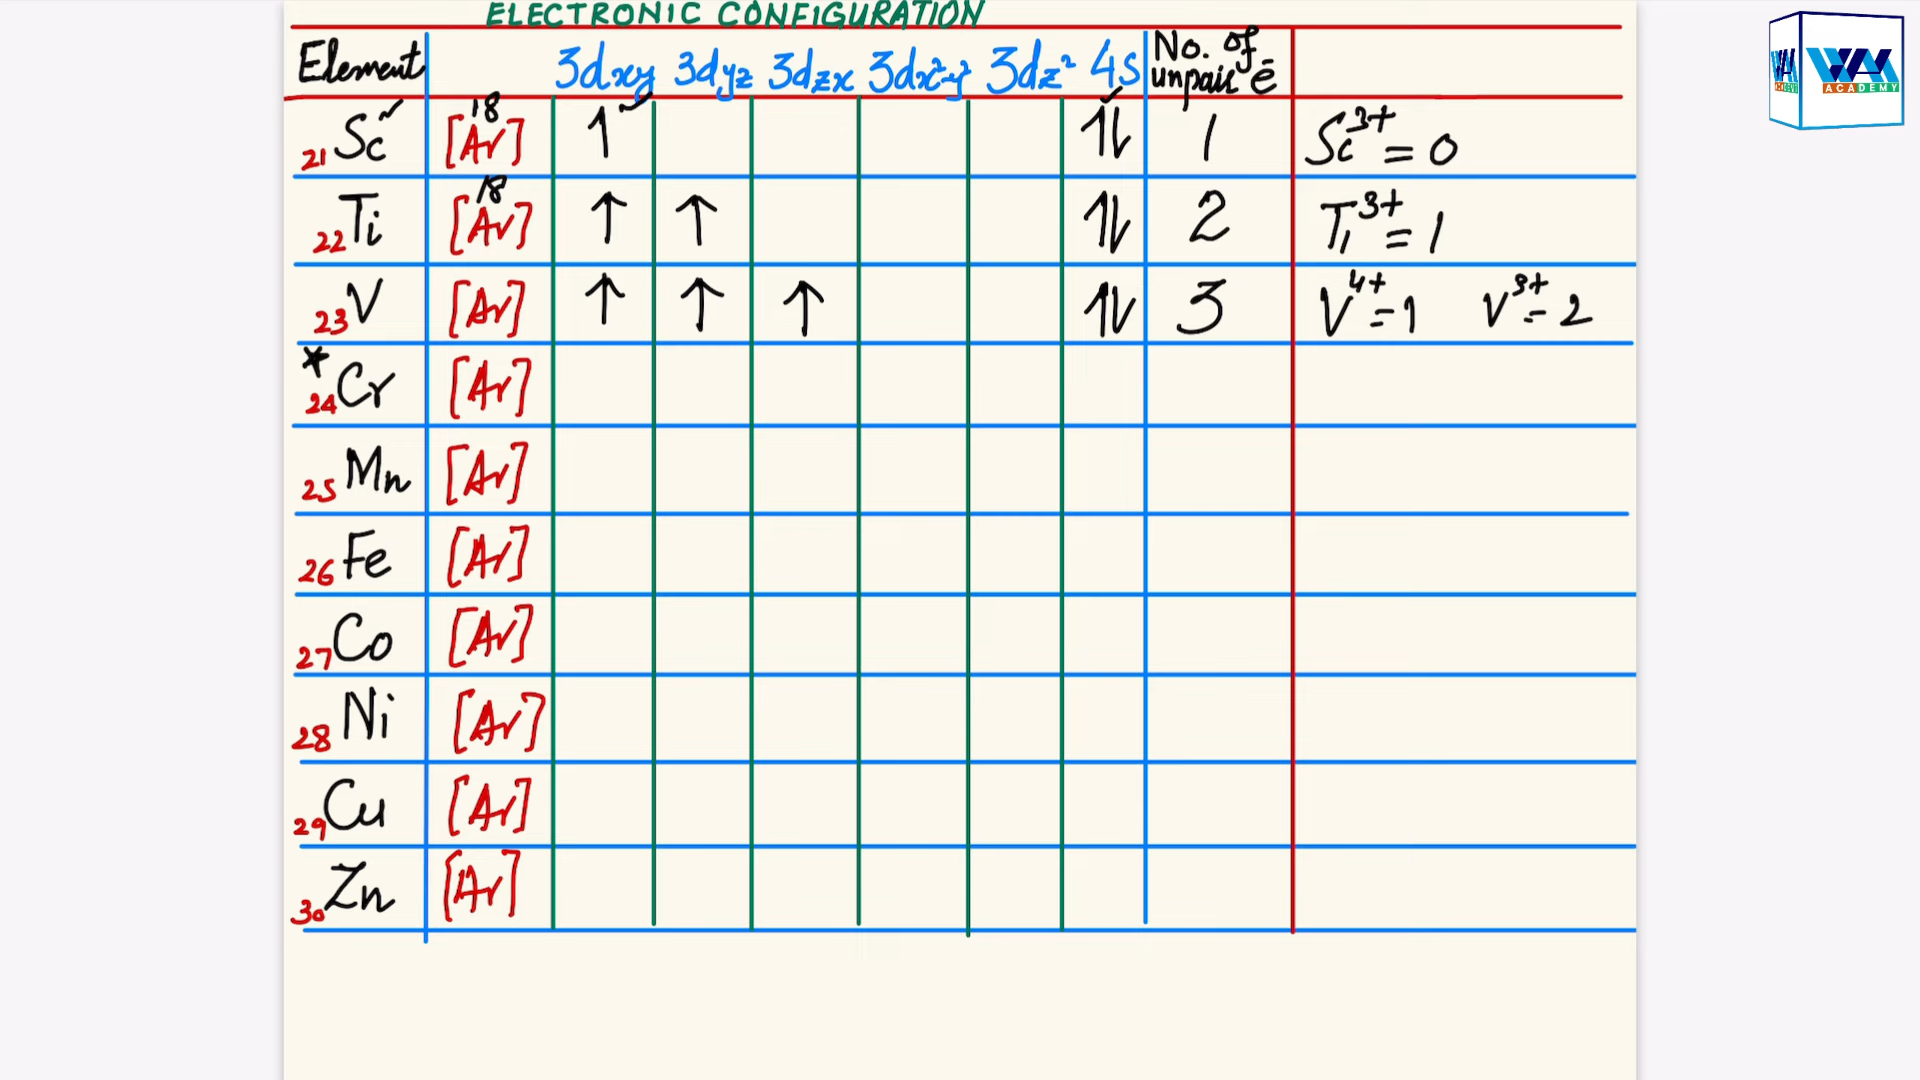 ELECTRONIC CONFIGURATION
Element 3dxy 3dyz 3dzx 3dx²-y² 3dz² 4s No. of unpair ē
21Sc [Ar]18 ↑ ↑↓ 1 Sc3+ = 0
22Ti [Ar]18 ↑ ↑ ↑↓ 2 Ti3+ = 1
23V [Ar] ↑ ↑ ↑ ↑↓ 3 V4+ = 1 V3+ = 2
*24Cr [Ar]
25Mn [Ar]
26Fe [Ar]
27Co [Ar]
28Ni [Ar]
29Cu [Ar]
30Zn [Ar]
WM
ACADEMY